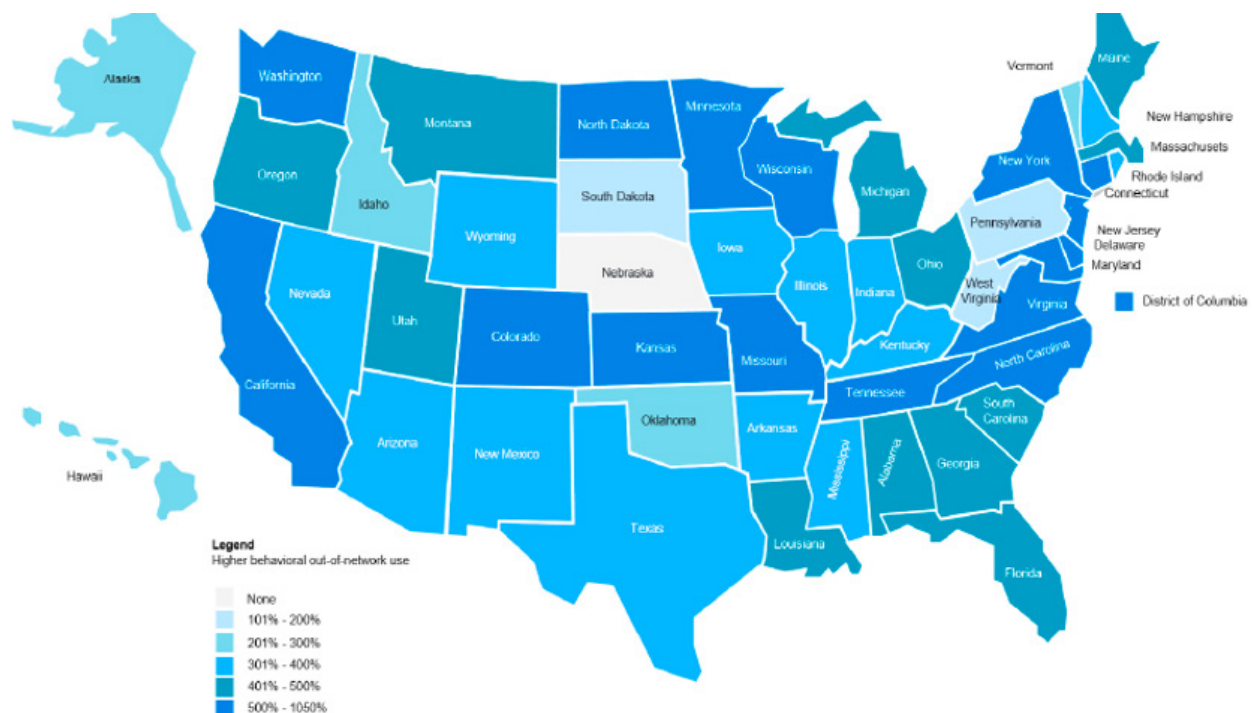 Alaska
Washington
Montana
North Dakota
Minnesota
Vermont
Maine
New Hampshire
Massachusets
Rhode Island
Connecticut
New York
Wisconsin
Michigan
Oregon
Idaho
South Dakota
Wyoming
Pennsylvania
New Jersey
Delaware
Maryland
Iowa
Nebraska
Ohio
Illinois
Indiana
West
Virginia
Virginia
District of Columbia
Nevada
Utah
Colorado
Kansas
Missouri
Kentucky
North Carolina
California
Tennessee
South
Carolina
Oklahoma
Arkansas
Arizona
New Mexico
Mississippi
Alabama
Georgia
Hawaii
Texas
Louisiana
Florida
Legend
Higher behavioral out-of-network use
None
101% - 200%
201% - 300%
301% - 400%
401% - 500%
500% - 1050%